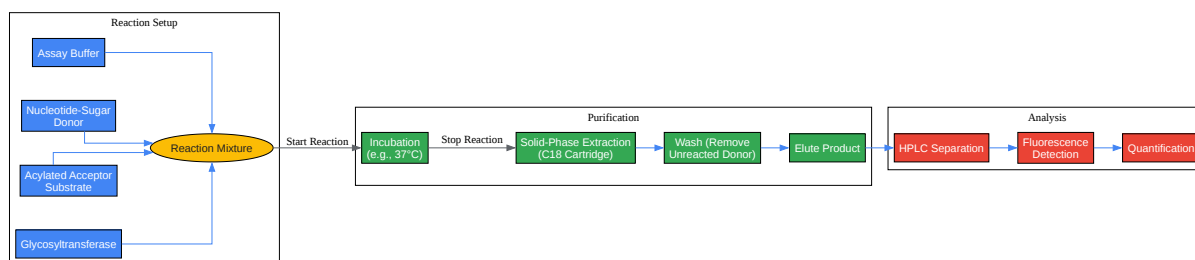 Reaction Setup
Assay Buffer
Nucleotide-Sugar
Donor
Acylated Acceptor
Substrate
Glycosyltransferase
Reaction Mixture
Start Reaction
Purification
Incubation
(e.g., 37°C)
Stop Reaction
Solid-Phase Extraction
(C18 Cartridge)
Wash (Remove
Unreacted Donor)
Elute Product
Analysis
HPLC Separation
Fluorescence
Detection
Quantification